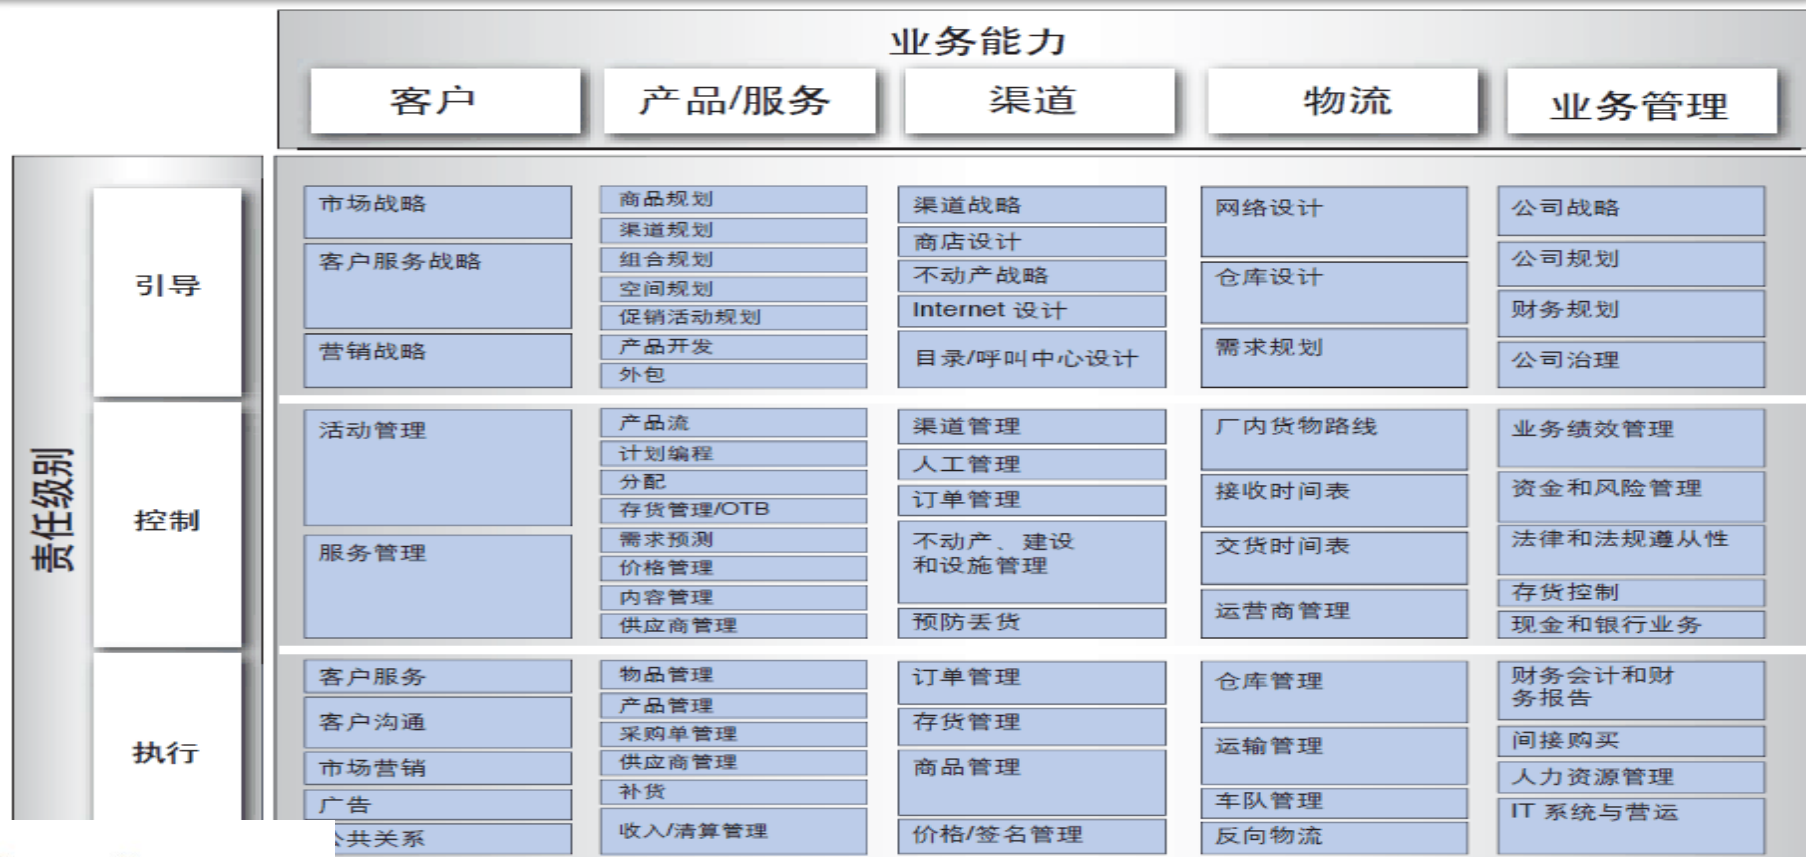 业务能力
客户
产品/服务
渠道
物流
业务管理
责任级别
引导
市场战略
客户服务战略
营销战略
商品规划
渠道规划
组合规划
空间规划
促销活动规划
产品开发
外包
渠道战略
商店设计
不动产战略
Internet 设计
目录/呼叫中心设计
网络设计
仓库设计
需求规划
公司战略
公司规划
财务规划
公司治理
控制
活动管理
服务管理
产品流
计划编程
分配
存货管理/OTB
需求预测
价格管理
内容管理
供应商管理
渠道管理
人工管理
订单管理
不动产、建设
和设施管理
预防丢货
厂内货物路线
接收时间表
交货时间表
运营商管理
业务绩效管理
资金和风险管理
法律和法规遵从性
存货控制
现金和银行业务
执行
客户服务
客户沟通
市场营销
广告
公共关系
物品管理
产品管理
采购单管理
供应商管理
补货
收入/清算管理
订单管理
存货管理
商品管理
价格/签名管理
仓库管理
运输管理
车队管理
反向物流
财务会计和财
务报告
间接购买
人力资源管理
IT 系统与营运